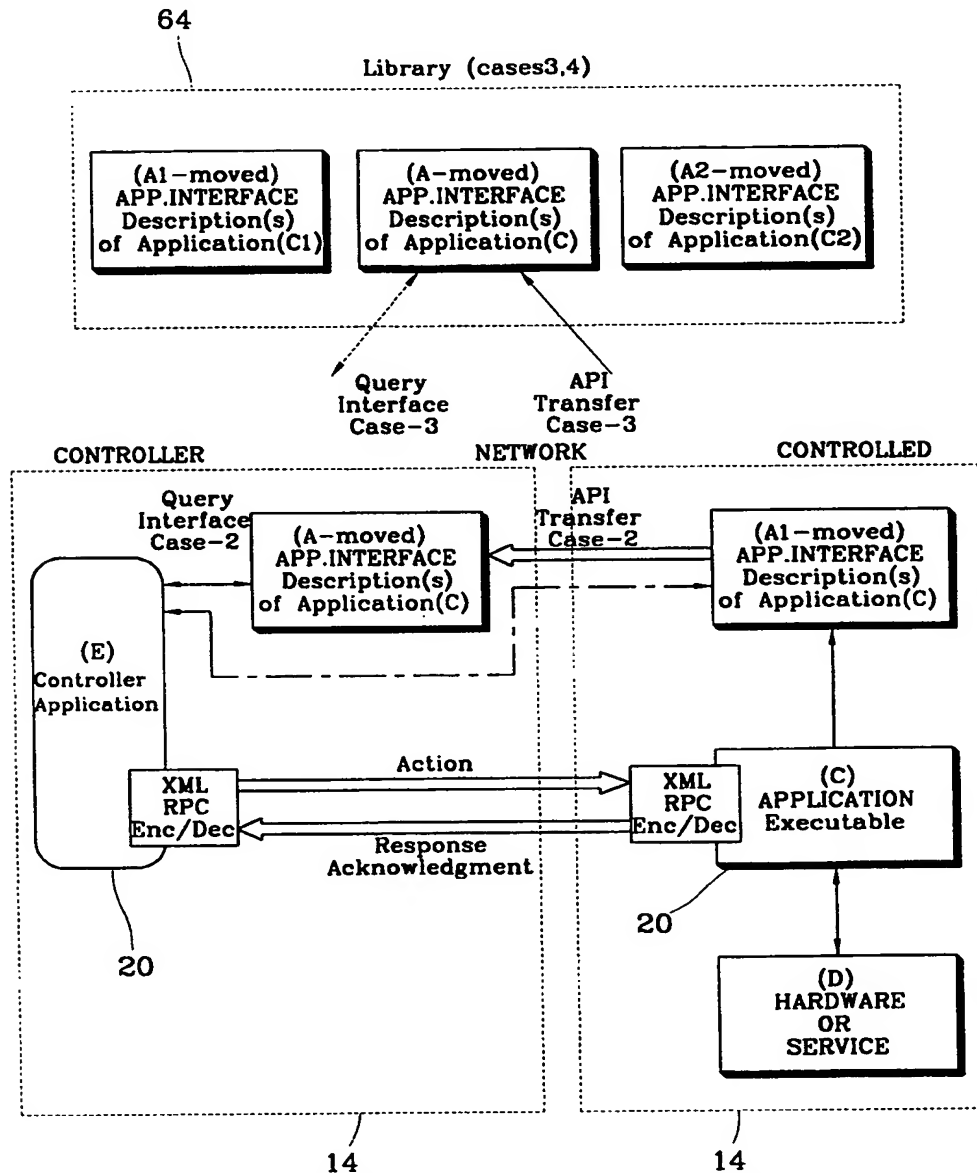 64
Library (cases3,4)
(A1-moved)
APP.INTERFACE
Description(s)
of Application(C1)
(A-moved)
APP.INTERFACE
Description(s)
of Application(C)
(A2-moved)
APP.INTERFACE
Description(s)
of Application(C2)
Query
Interface
Case-3
API
Transfer
Case-3
CONTROLLER
NETWORK
CONTROLLED
Query
Interface
Case-2
(A-moved)
APP.INTERFACE
Description(s)
of Application(C)
API
Transfer
Case-2
(A1-moved)
APP.INTERFACE
Description(s)
of Application(C)
(E)
Controller
Application
XML
RPC
Enc/Dec
Action
Response
Acknowledgment
XML
RPC
Enc/Dec
(C)
APPLICATION
Executable
20
20
(D)
HARDWARE
OR
SERVICE
14
14